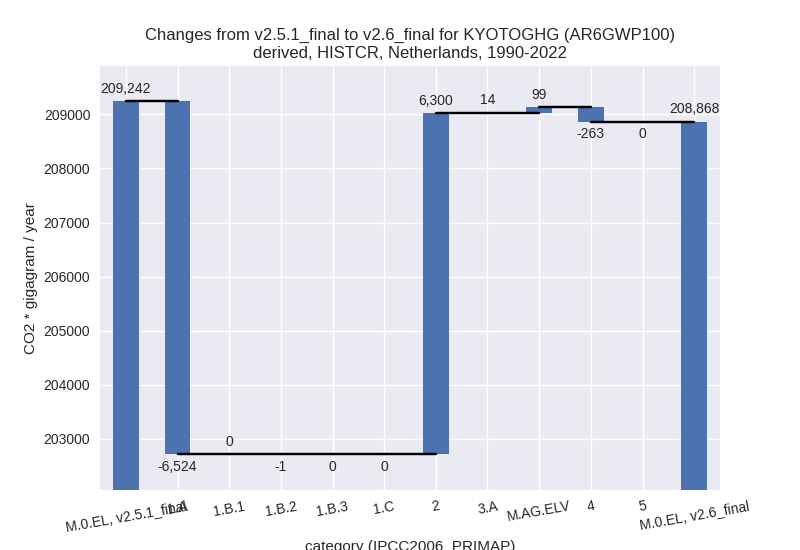 Changes from v2.5.1_final to v2.6_final for KYOTOGHG (AR6GWP100)
derived, HISTCR, Netherlands, 1990-2022
209,242
6,300
14
99
208,868
-263
0
0
-6,524
-1
0
0
209000
208000
207000
206000
205000
204000
203000
CO2 * gigagram / year
M.0.EL, v2.5.1_final
1.A
1.B.1
1.B.2
1.B.3
1.C
2
3.A
M.AG.ELV
4
5
M.0.EL, v2.6_final
category (IPCC2006_PRIMAP)